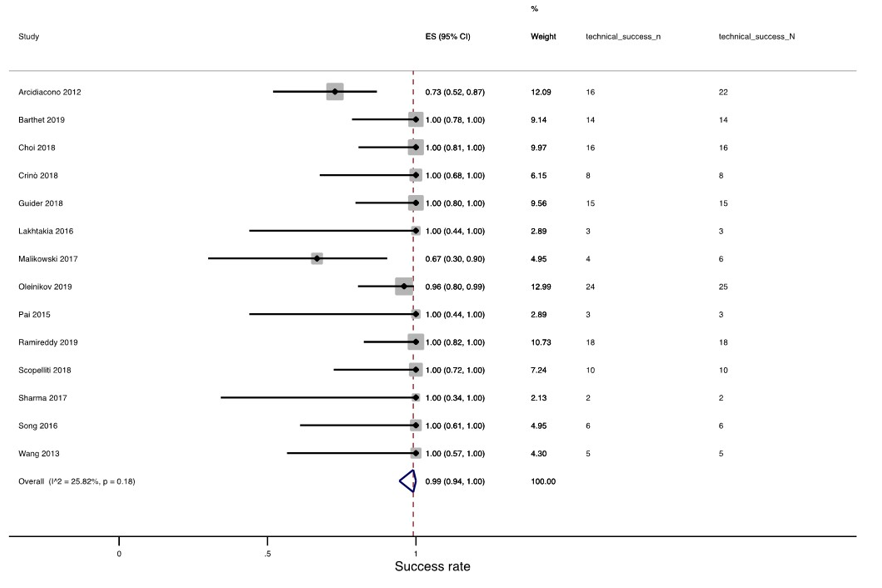 %
Study ES (95% CI) Weight technical_success_n technical_success_N
Arcidiacono 2012 0.73 (0.52, 0.87) 12.09 16 22
Barthet 2019 1.00 (0.78, 1.00) 9.14 14 14
Choi 2018 1.00 (0.81, 1.00) 9.97 16 16
Crinò 2018 1.00 (0.68, 1.00) 6.15 8 8
Guider 2018 1.00 (0.80, 1.00) 9.56 15 15
Lakhtakia 2016 1.00 (0.44, 1.00) 2.89 3 3
Malikowski 2017 0.67 (0.30, 0.90) 4.95 4 6
Oleinikov 2019 0.96 (0.80, 0.99) 12.99 24 25
Pai 2015 1.00 (0.44, 1.00) 2.89 3 3
Ramireddy 2019 1.00 (0.82, 1.00) 10.73 18 18
Scopelliti 2018 1.00 (0.72, 1.00) 7.24 10 10
Sharma 2017 1.00 (0.34, 1.00) 2.13 2 2
Song 2016 1.00 (0.61, 1.00) 4.95 6 6
Wang 2013 1.00 (0.57, 1.00) 4.30 5 5
Overall (I^2 = 25.82%, p = 0.18) 0.99 (0.94, 1.00) 100.00
0 .5 1
Success rate